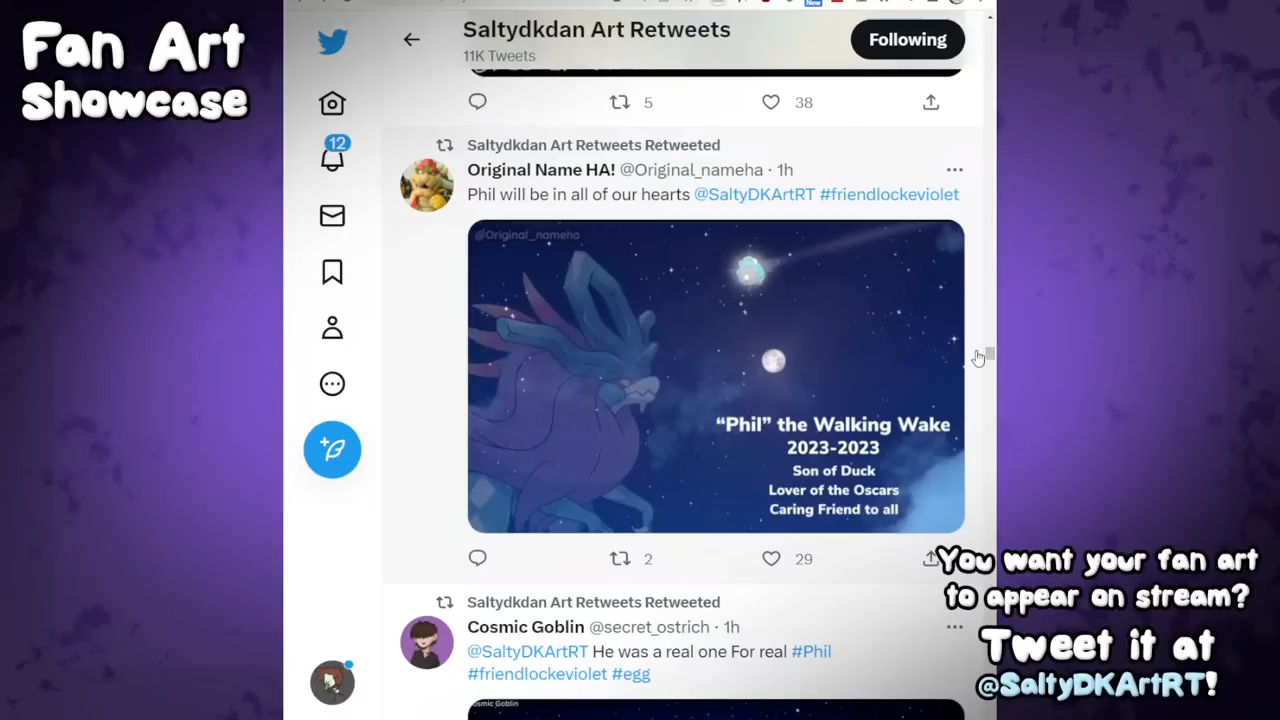 Fan Art
Showcase
Saltydkdan Art Retweets
11K Tweets
Following
New
12
5
38
Saltydkdan Art Retweets Retweeted
Original Name HA! @Original_nameha · 1h
Phil will be in all of our hearts @SaltyDKArtRT #friendlockeviolet
@Original_nameha
“Phil” the Walking Wake
2023-2023
Son of Duck
Lover of the Oscars
Caring Friend to all
2
29
Saltydkdan Art Retweets Retweeted
Cosmic Goblin @secret_ostrich · 1h
@SaltyDKArtRT He was a real one For real #Phil
#friendlockeviolet #egg
Cosmic Goblin
You want your fan art
to appear on stream?
Tweet it at
@SaltyDKArtRT!